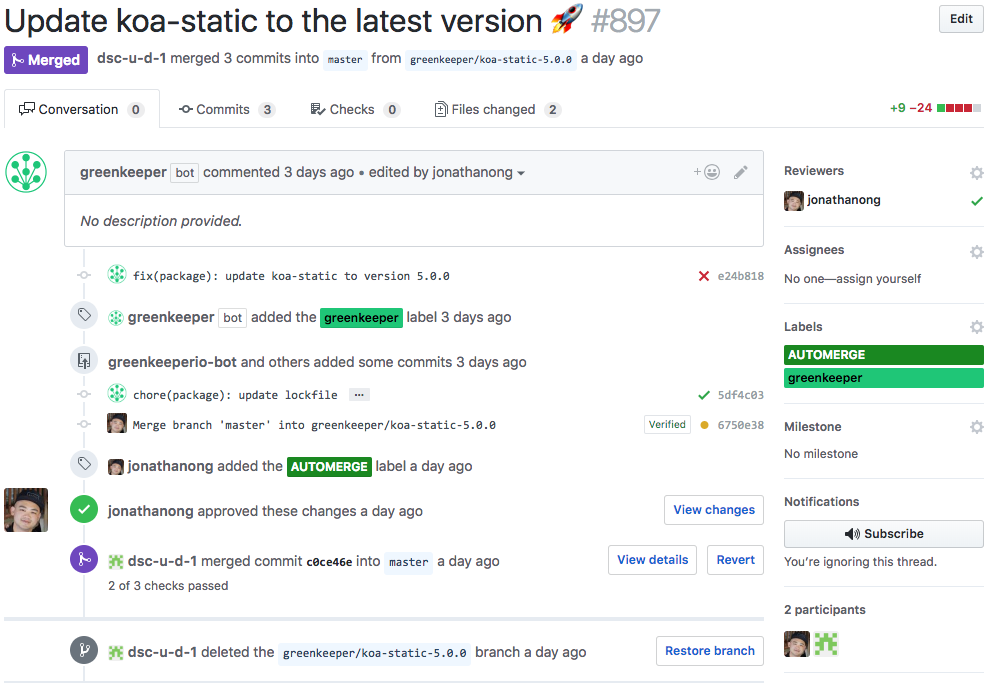 Update koa-static to the latest version 🚀 #897
Edit
Merged dsc-u-d-1 merged 3 commits into master from greenkeeper/koa-static-5.0.0 a day ago
Conversation 0 Commits 3 Checks 0 Files changed 2 +9 −24
greenkeeper bot commented 3 days ago • edited by jonathanong
No description provided.
fix(package): update koa-static to version 5.0.0 e24b818
greenkeeper bot added the greenkeeper label 3 days ago
greenkeeperio-bot and others added some commits 3 days ago
chore(package): update lockfile … 5df4c03
Merge branch 'master' into greenkeeper/koa-static-5.0.0 Verified 6750e38
jonathanong added the AUTOMERGE label a day ago
jonathanong approved these changes a day ago View changes
dsc-u-d-1 merged commit c0ce46e into master a day ago View details Revert
2 of 3 checks passed
dsc-u-d-1 deleted the greenkeeper/koa-static-5.0.0 branch a day ago Restore branch
Reviewers
jonathanong
Assignees
No one—assign yourself
Labels
AUTOMERGE
greenkeeper
Milestone
No milestone
Notifications
Subscribe
You're ignoring this thread.
2 participants